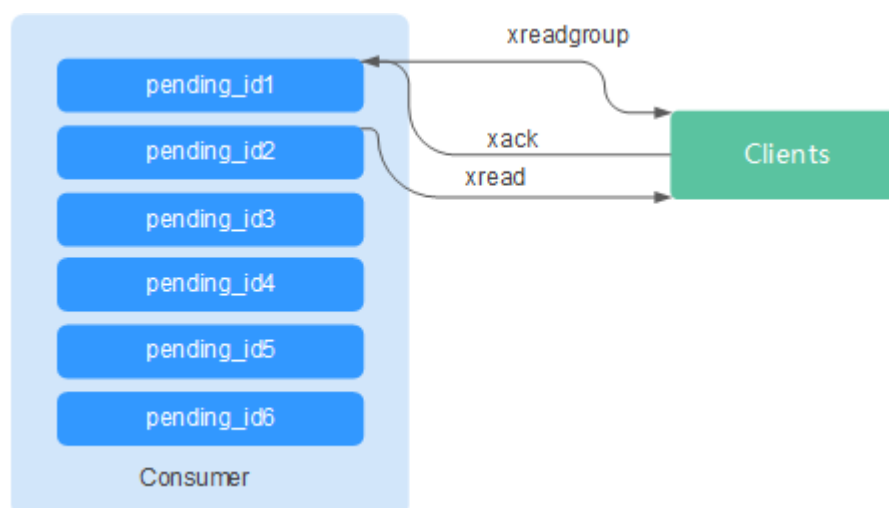 xreadgroup
pending_id1
xack
Clients
pending_id2
xread
pending_id3
pending_id4
pending_id5
pending_id6
Consumer